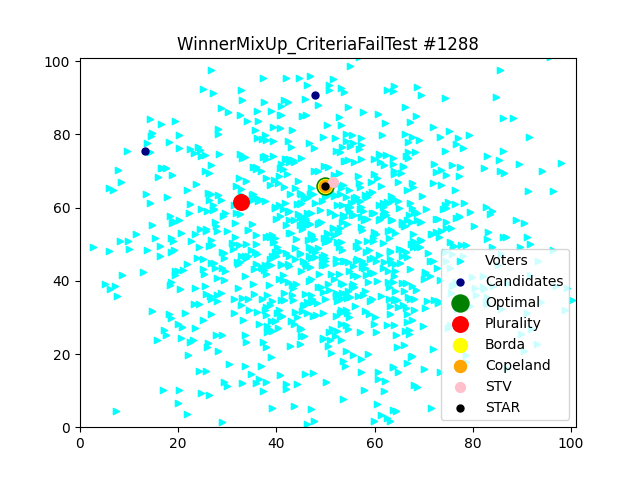 WinnerMixUp_CriteriaFailTest #1288
100
80
60
40
20
0
0
20
40
60
80
100
Voters
Candidates
Optimal
Plurality
Borda
Copeland
STV
STAR